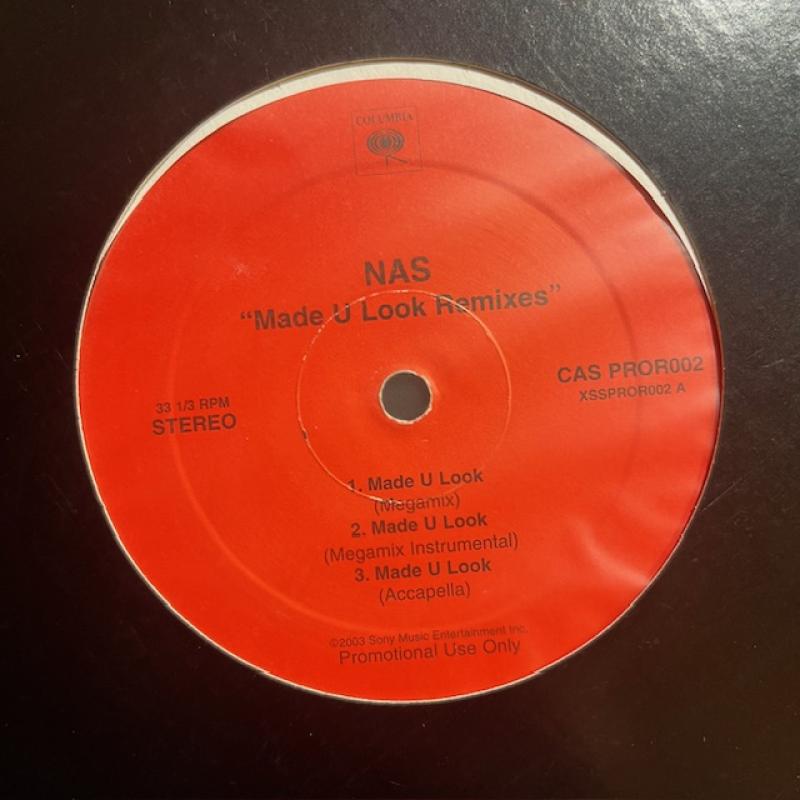 COLUMBIA
NAS
“Made U Look Remixes”
CAS PROR002
XSSPROR002 A
33 1/3 RPM
STEREO
1. Made U Look
(Megamix)
2. Made U Look
(Megamix Instrumental)
3. Made U Look
(Accapella)
©2003 Sony Music Entertainment Inc.
Promotional Use Only